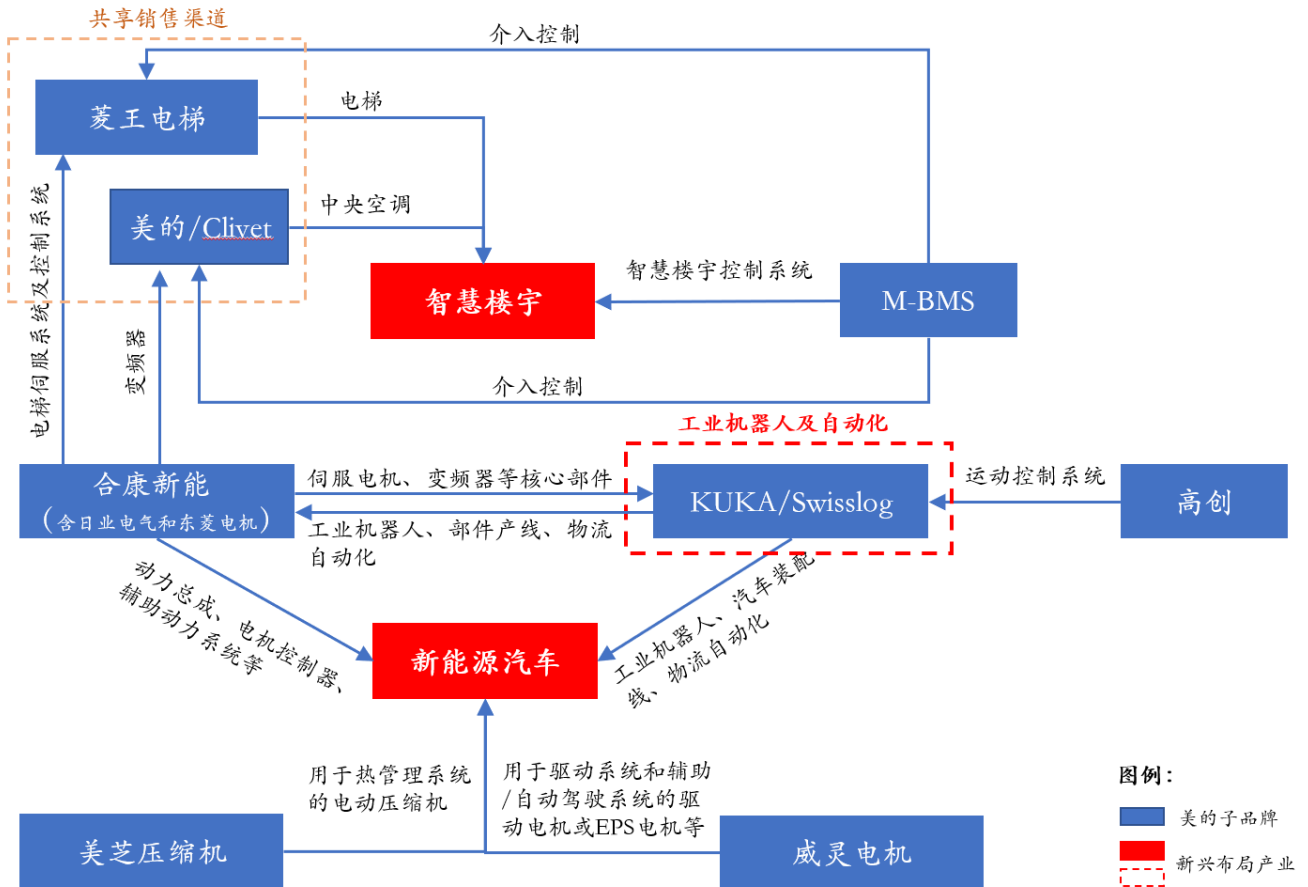 共享销售渠道
介入控制
菱王电梯
电梯
美的/Clivet
中央空调
电梯伺服系统及控制系统
变频器
智慧楼宇
智慧楼宇控制系统
M-BMS
介入控制
工业机器人及自动化
合康新能
（含日业电气和东菱电机）
伺服电机、变频器等核心部件
工业机器人、部件产线、物流
自动化
KUKA/Swisslog
运动控制系统
高创
动力总成、电机控制器、
辅助动力系统等
新能源汽车
工业机器人、汽车装配
线、物流自动化
用于热管理系统
的电动压缩机
用于驱动系统和辅助
/自动驾驶系统的驱
动电机或EPS电机等
美芝压缩机
威灵电机
图例：
美的子品牌
新兴布局产业